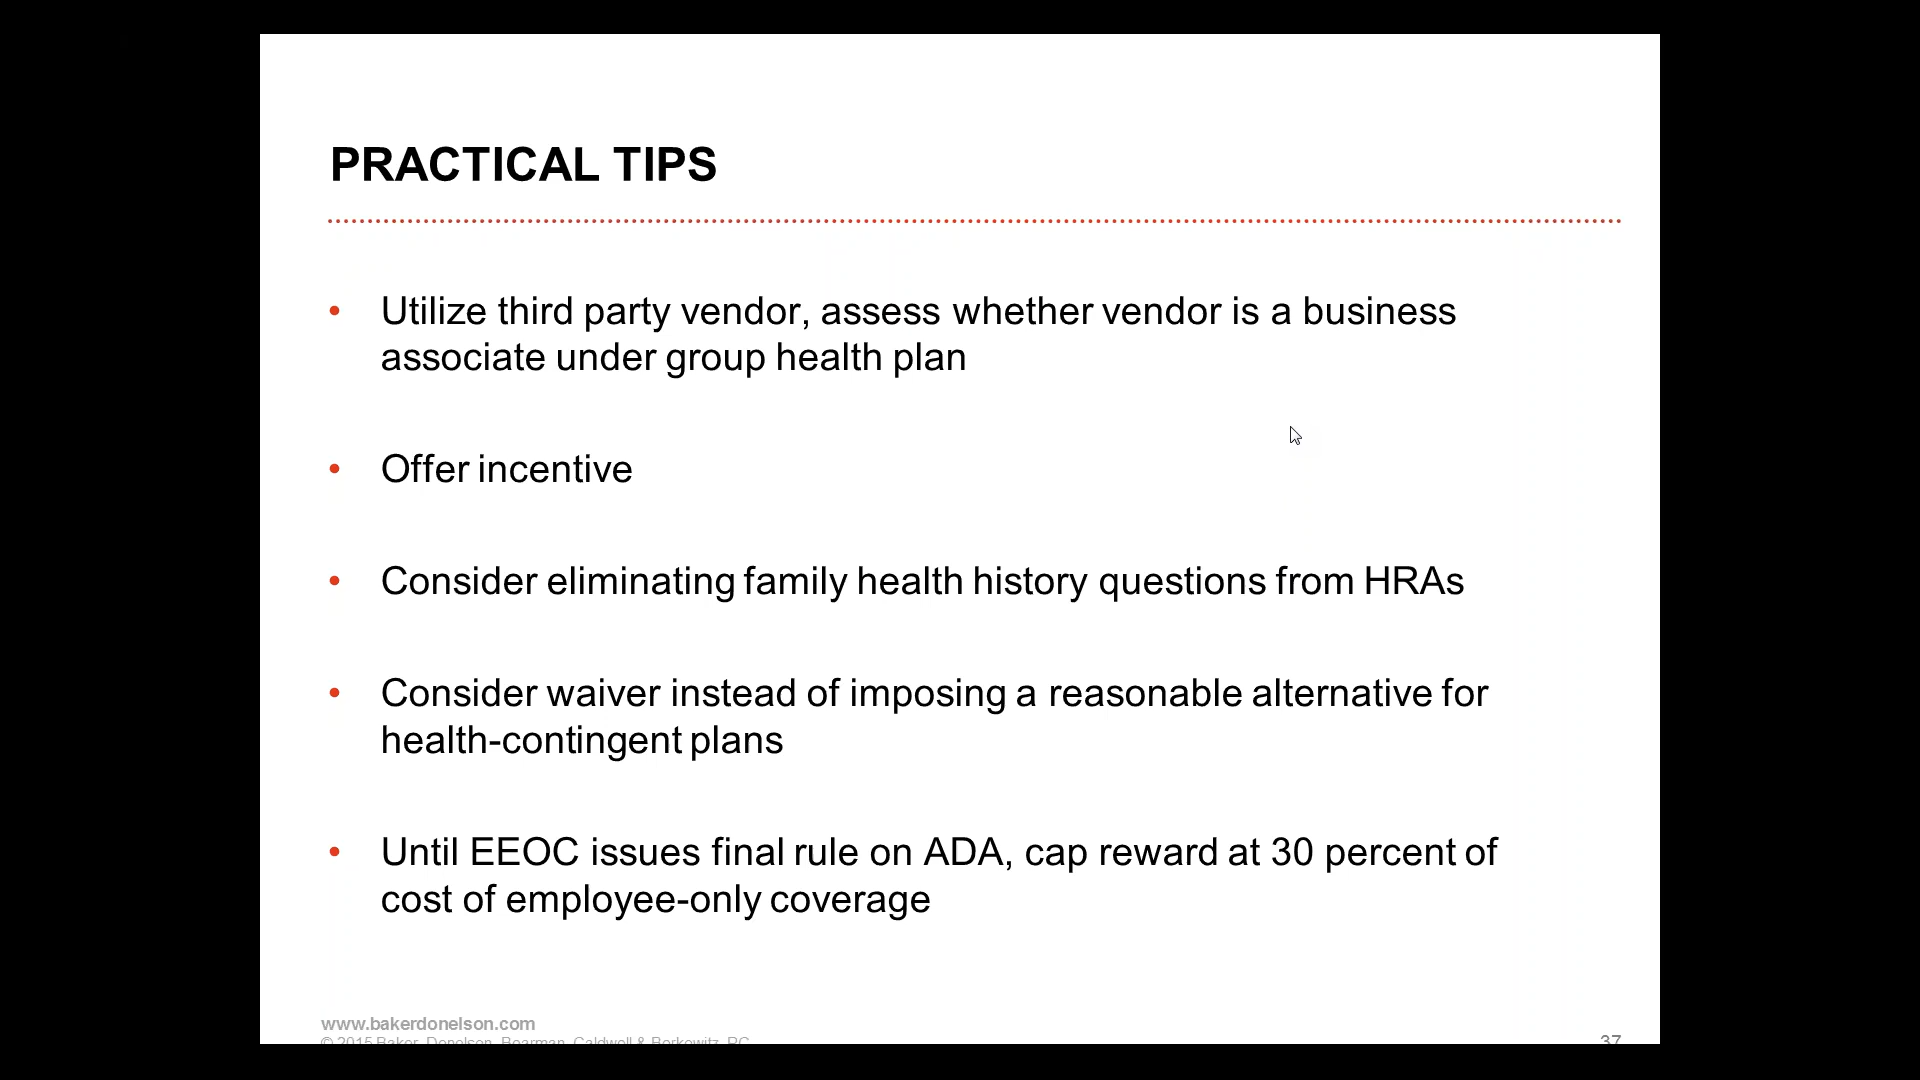 PRACTICAL TIPS
• Utilize third party vendor, assess whether vendor is a business
associate under group health plan
• Offer incentive
• Consider eliminating family health history questions from HRAs
• Consider waiver instead of imposing a reasonable alternative for
health-contingent plans
• Until EEOC issues final rule on ADA, cap reward at 30 percent of
cost of employee-only coverage
www.bakerdonelson.com
© 2015 Baker, Donelson, Bearman, Caldwell & Berkowitz, PC
37